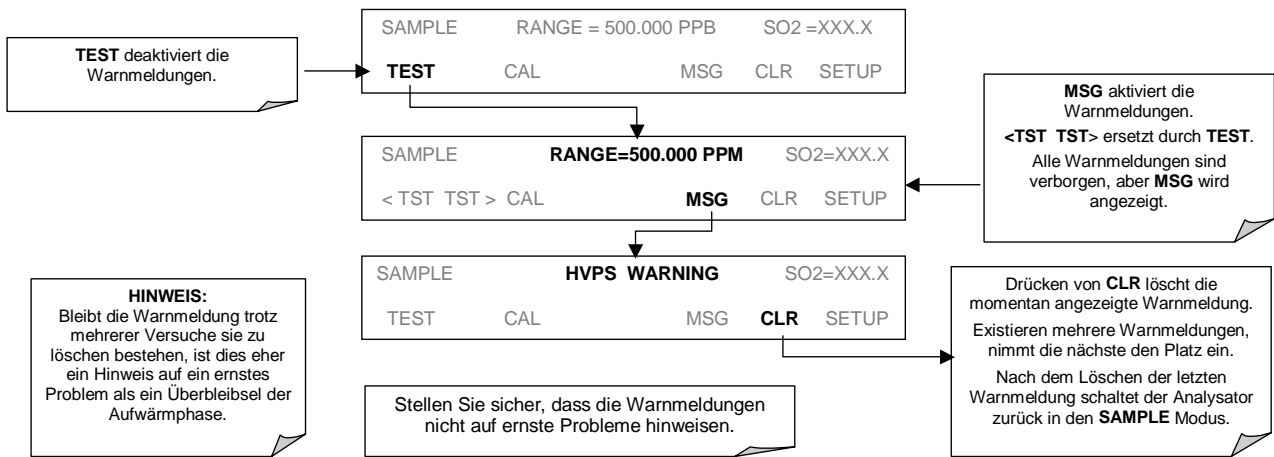 TEST deaktiviert die
Warnmeldungen.
SAMPLE RANGE = 500.000 PPB SO2 =XXX.X
TEST CAL MSG CLR SETUP
MSG aktiviert die
Warnmeldungen.
<TST TST> ersetzt durch TEST.
Alle Warnmeldungen sind
verborgen, aber MSG wird
angezeigt.
SAMPLE RANGE=500.000 PPM SO2=XXX.X
< TST TST > CAL MSG CLR SETUP
SAMPLE HVPS WARNING SO2=XXX.X
TEST CAL MSG CLR SETUP
HINWEIS:
Bleibt die Warnmeldung trotz
mehrerer Versuche sie zu
löschen bestehen, ist dies eher
ein Hinweis auf ein ernstes
Problem als ein Überbleibsel der
Aufwärmphase.
Stellen Sie sicher, dass die Warnmeldungen
nicht auf ernste Probleme hinweisen.
Drücken von CLR löscht die
momentan angezeigte Warnmeldung.
Existieren mehrere Warnmeldungen,
nimmt die nächste den Platz ein.
Nach dem Löschen der letzten
Warnmeldung schaltet der Analysator
zurück in den SAMPLE Modus.